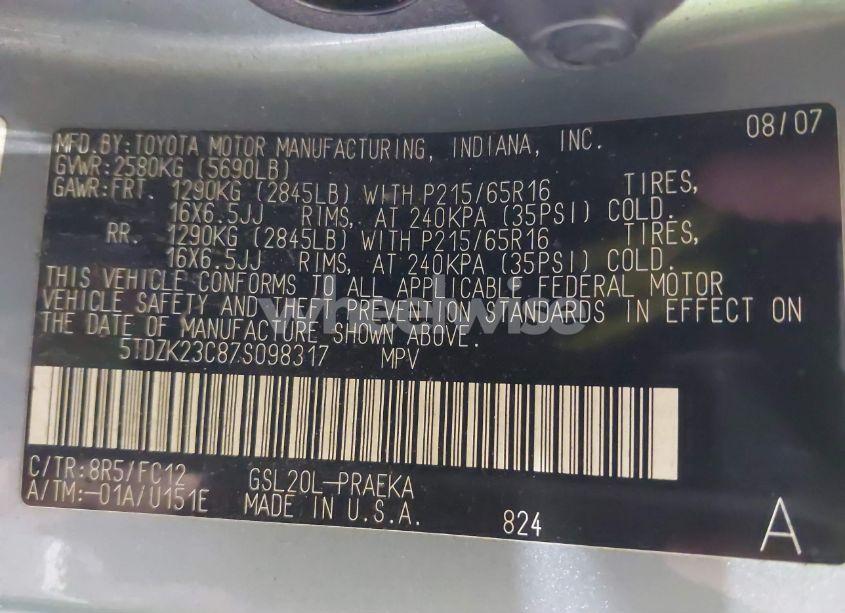 MFD.BY:TOYOTA MOTOR MANUFACTURING, INDIANA, INC. 08/07
GVWR:2580KG (5690LB)
GAWR:FRT. 1290KG (2845LB) WITH P215/65R16 TIRES,
16X6.5JJ RIMS, AT 240KPA (35PSI) COLD.
RR. 1290KG (2845LB) WITH P215/65R16 TIRES,
16X6.5JJ RIMS, AT 240KPA (35PSI) COLD.
THIS VEHICLE CONFORMS TO ALL APPLICABLE FEDERAL MOTOR
VEHICLE SAFETY AND THEFT PREVENTION STANDARDS IN EFFECT ON
THE DATE OF MANUFACTURE SHOWN ABOVE.
wheelwise
5TDZK23C87S098317 MPV
C/TR:8R5/FC12 GSL20L-PRAEKA
A/TM:-01A/U151E MADE IN U.S.A. 824 A